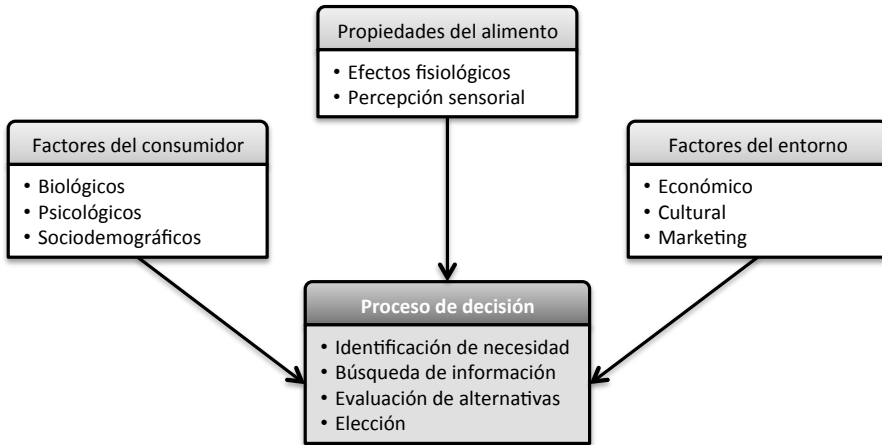 Propiedades del alimento
• Efectos fisiológicos
• Percepción sensorial
Factores del consumidor
• Biológicos
• Psicológicos
• Sociodemográficos
Factores del entorno
• Económico
• Cultural
• Marketing
Proceso de decisión
• Identificación de necesidad
• Búsqueda de información
• Evaluación de alternativas
• Elección